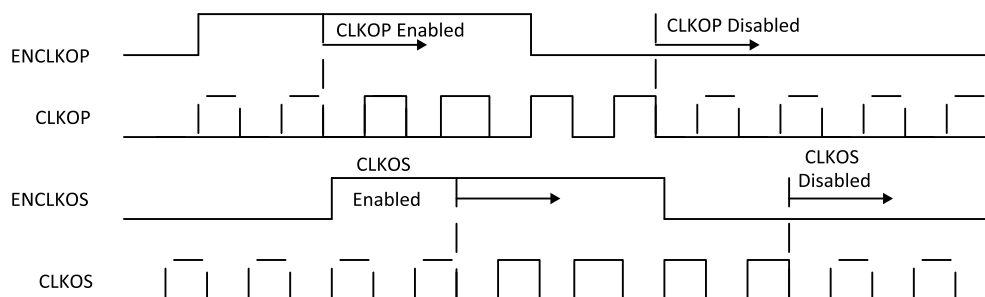 CLKOP Enabled
CLKOP Disabled
ENCLKOP
CLKOP
CLKOS
Enabled
CLKOS
Disabled
ENCLKOS
CLKOS